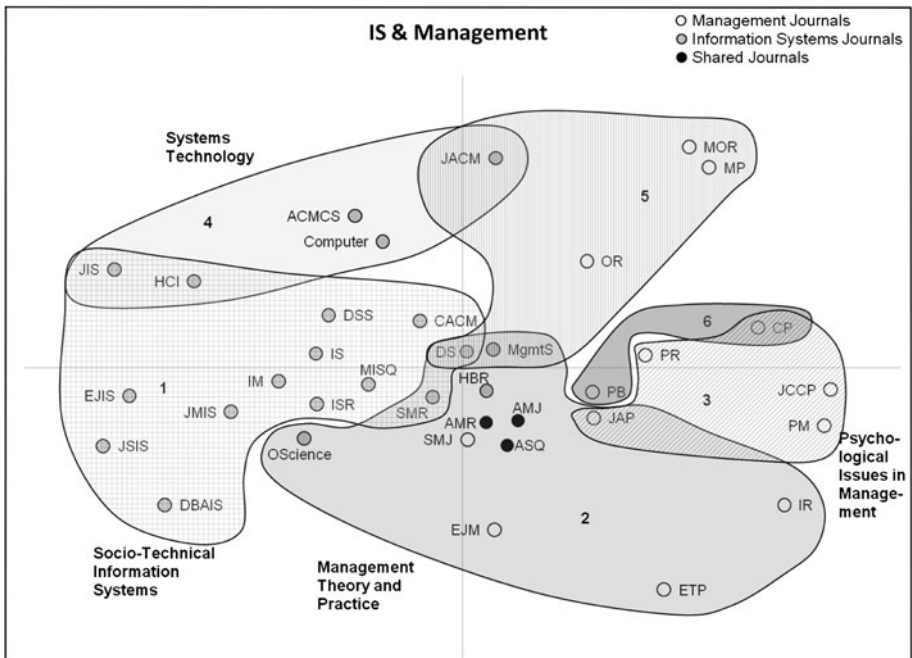 IS & Management
Management Journals
Information Systems Journals
Shared Journals
Systems
Technology
JACM
MOR
MP
5
ACMCS
4
Computer
OR
JIS
HCI
DSS
CACM
6
CP
DS
MgmtS
IS
PR
MISQ
IM
HBR
1
EJIS
PB
JCCP
3
ISR
SMR
JMIS
AMJ
JAP
AMR
PM
SMJ
JSIS
OScience
ASQ
Psycho-
logical
Issues in
Manage-
ment
DBAIS
IR
2
EJM
Socio-Technical
Information
Systems
Management
Theory and
Practice
ETP